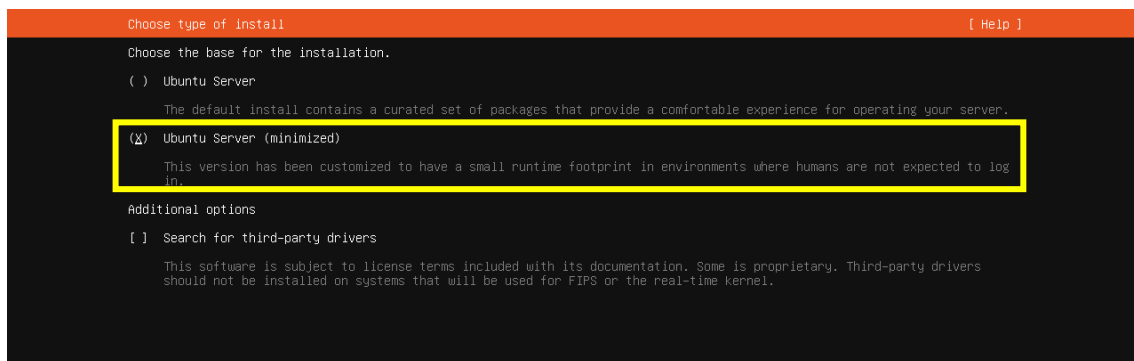 Choose type of install [ Help ]
Choose the base for the installation.
( ) Ubuntu Server
The default install contains a curated set of packages that provide a comfortable experience for operating your server.
(X) Ubuntu Server (minimized)
This version has been customized to have a small runtime footprint in environments where humans are not expected to log
in.
Additional options
[ ] Search for third-party drivers
This software is subject to license terms included with its documentation. Some is proprietary. Third-party drivers
should not be installed on systems that will be used for FIPS or the real-time kernel.